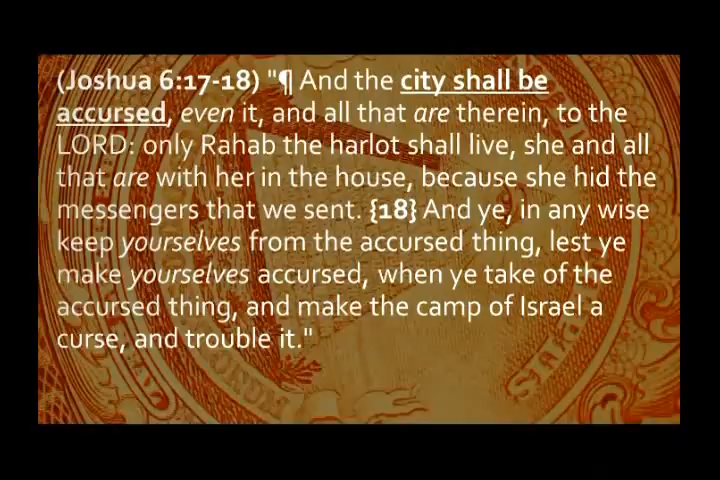 (Joshua 6:17-18) "¶ And the city shall be
accursed, even it, and all that are therein, to the
LORD: only Rahab the harlot shall live, she and all
that are with her in the house, because she hid the
messengers that we sent. {18} And ye, in any wise
keep yourselves from the accursed thing, lest ye
make yourselves accursed, when ye take of the
accursed thing, and make the camp of Israel a
curse, and trouble it."